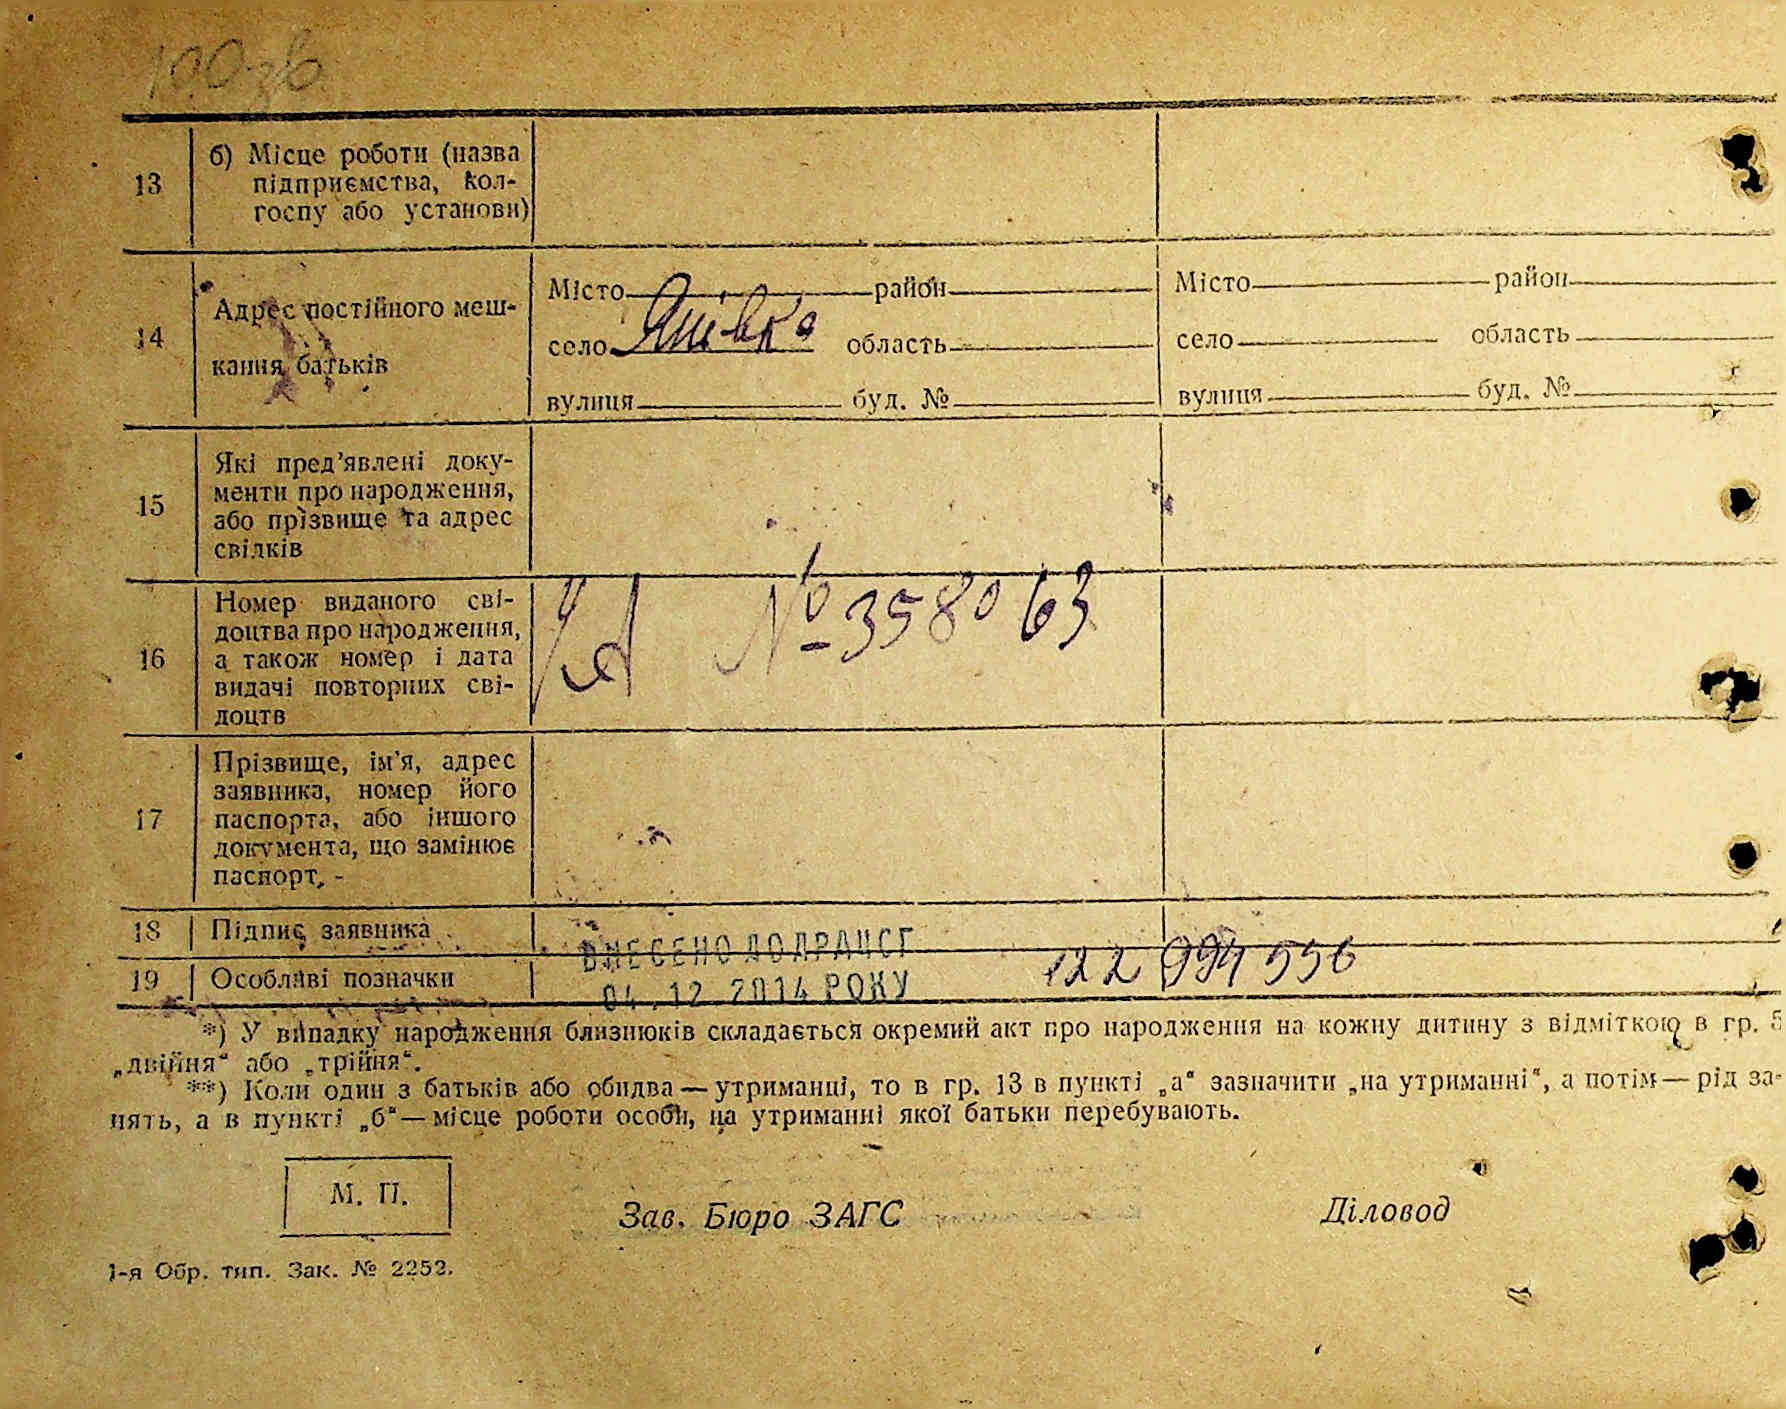 100 зв
13
б) Місце роботи (назва
підприємства, кол-
госпу або установи)
14
Адрес постійного меш-
кання батьків
Місто район
село Яшівка область
вулиця буд. №
Місто район
село область
вулиця буд. №
15
Які пред’явлені доку-
менти про народження,
або прізвище та адрес
свідків
16
Номер виданого сві-
доцтва про народження,
а також номер і дата
видачі повторних сві-
доцтв
№ 358063
17
Прізвище, ім’я, адрес
заявника, номер його
паспорта, або іншого
документа, що замінює
паспорт. -
18 Підпис заявника
ВНЕСЕНО ДО ДРАЦСГ
19 Особливі позначки
04.12 2014 РОКУ
122 994 556
*) У випадку народження близнюків складається окремий акт про народження на кожну дитину з відміткою в гр. 5
„двійня“ або „трійня“.
**) Коли один з батьків або обидва — утриманці, то в гр. 13 в пункті „а“ зазначити „на утриманні“, а потім — рід за-
нять, а в пункті „б“ — місце роботи особи, на утриманні якої батьки перебувають.
М. П.
Зав. Бюро ЗАГС
Діловод
1-я Обр. тип. Зак. № 2252.